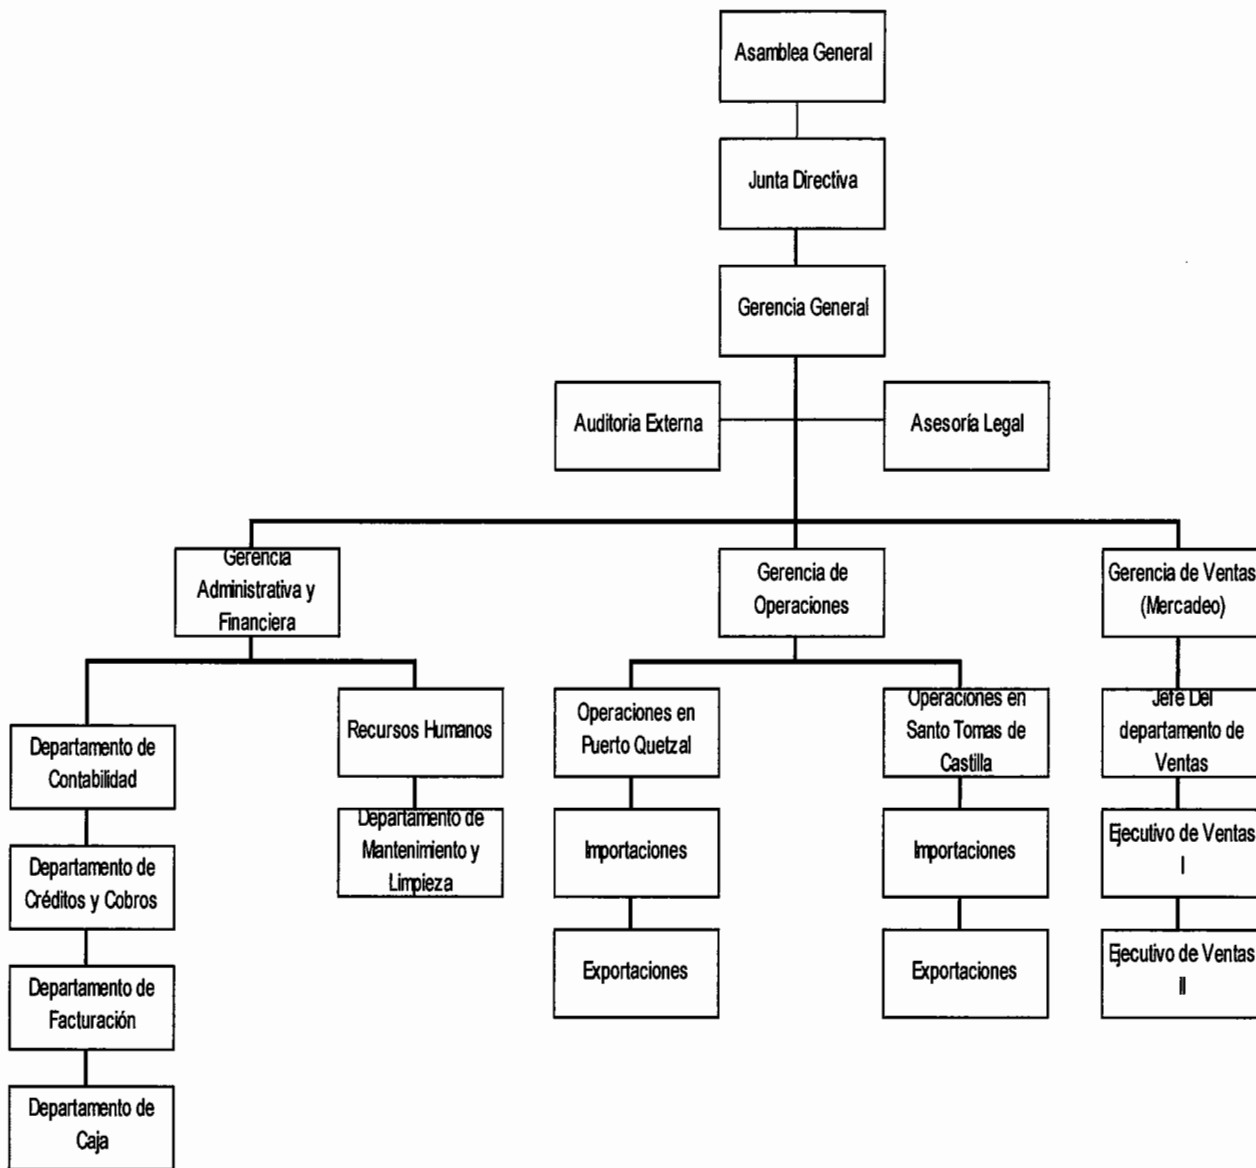 Asamblea General
Junta Directiva
Gerencia General
Auditoria Externa
Asesoría Legal
Gerencia
Administrativa y
Financiera
Gerencia de
Operaciones
Gerencia de Ventas
(Mercadeo)
Departamento de
Contabilidad
Recursos Humanos
Operaciones en
Puerto Quetzal
Operaciones en
Santo Tomas de
Castilla
Jefe Del
departamento de
Ventas
Departamento de
Créditos y Cobros
Departamento de
Mantenimiento y
Limpieza
Importaciones
Importaciones
Ejecutivo de Ventas
I
Departamento de
Facturación
Exportaciones
Exportaciones
Ejecutivo de Ventas
II
Departamento de
Caja